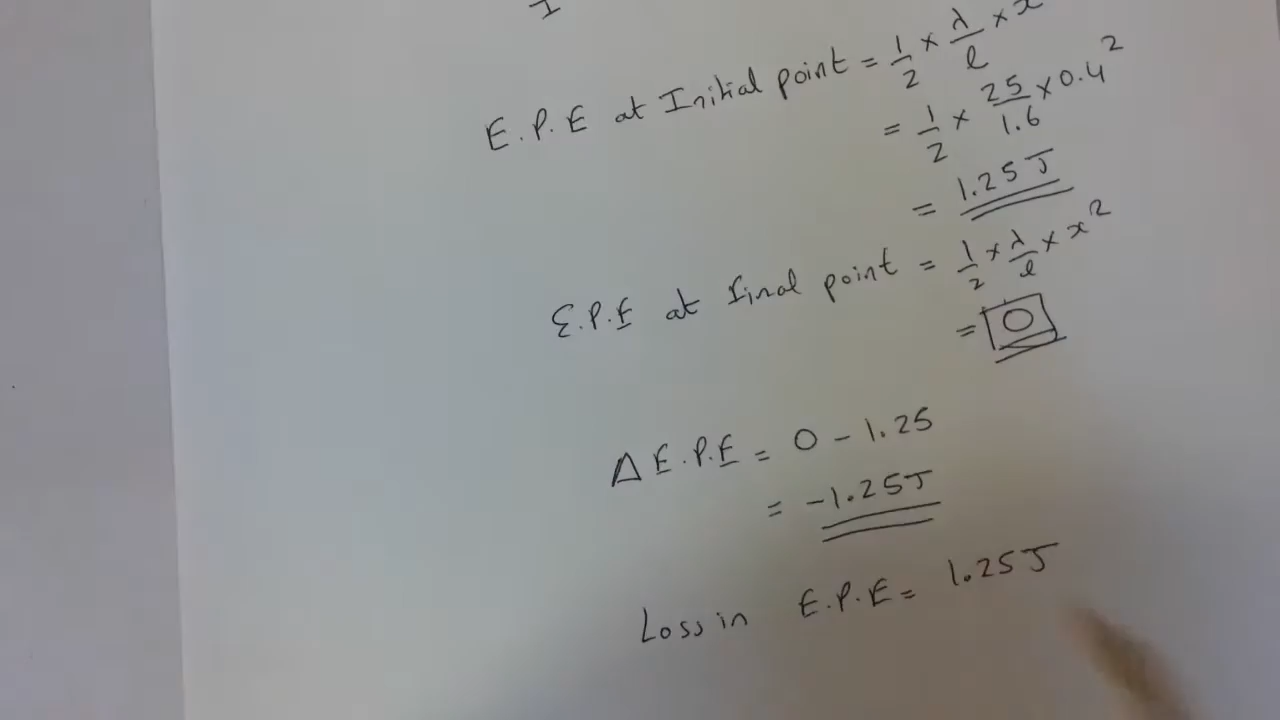 E.P.E at Initial point = 1/2 × λ/l × x
= 1/2 × 25/1.6 × 0.4²
= 1.25 J
E.P.E at final point = 1/2 × λ/l × x²
= 0
Δ E.P.E = 0 - 1.25
= -1.25J
Loss in E.P.E = 1.25J